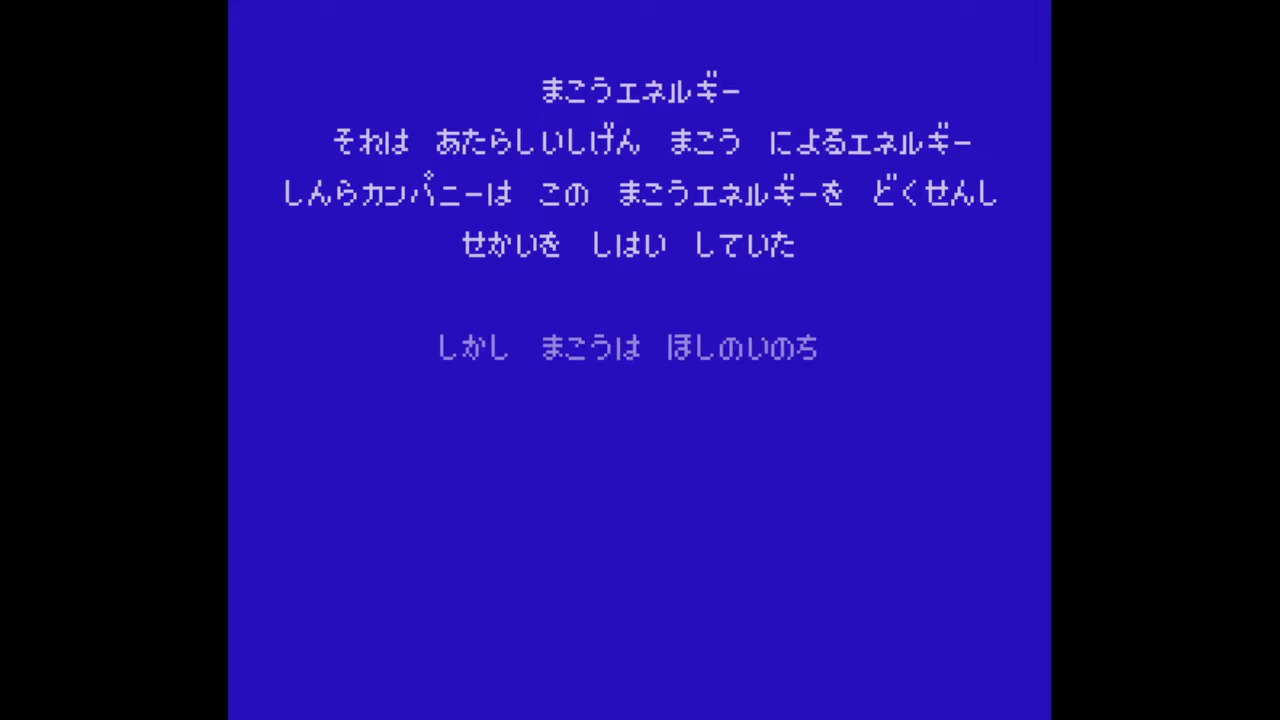 まこうエネルギー
それは あたらしいしげん まこう によるエネルギー
しんらカンパニーは この まこうエネルギーを どくせんし
せかいを しはい していた
しかし まこうは ほしのいのち